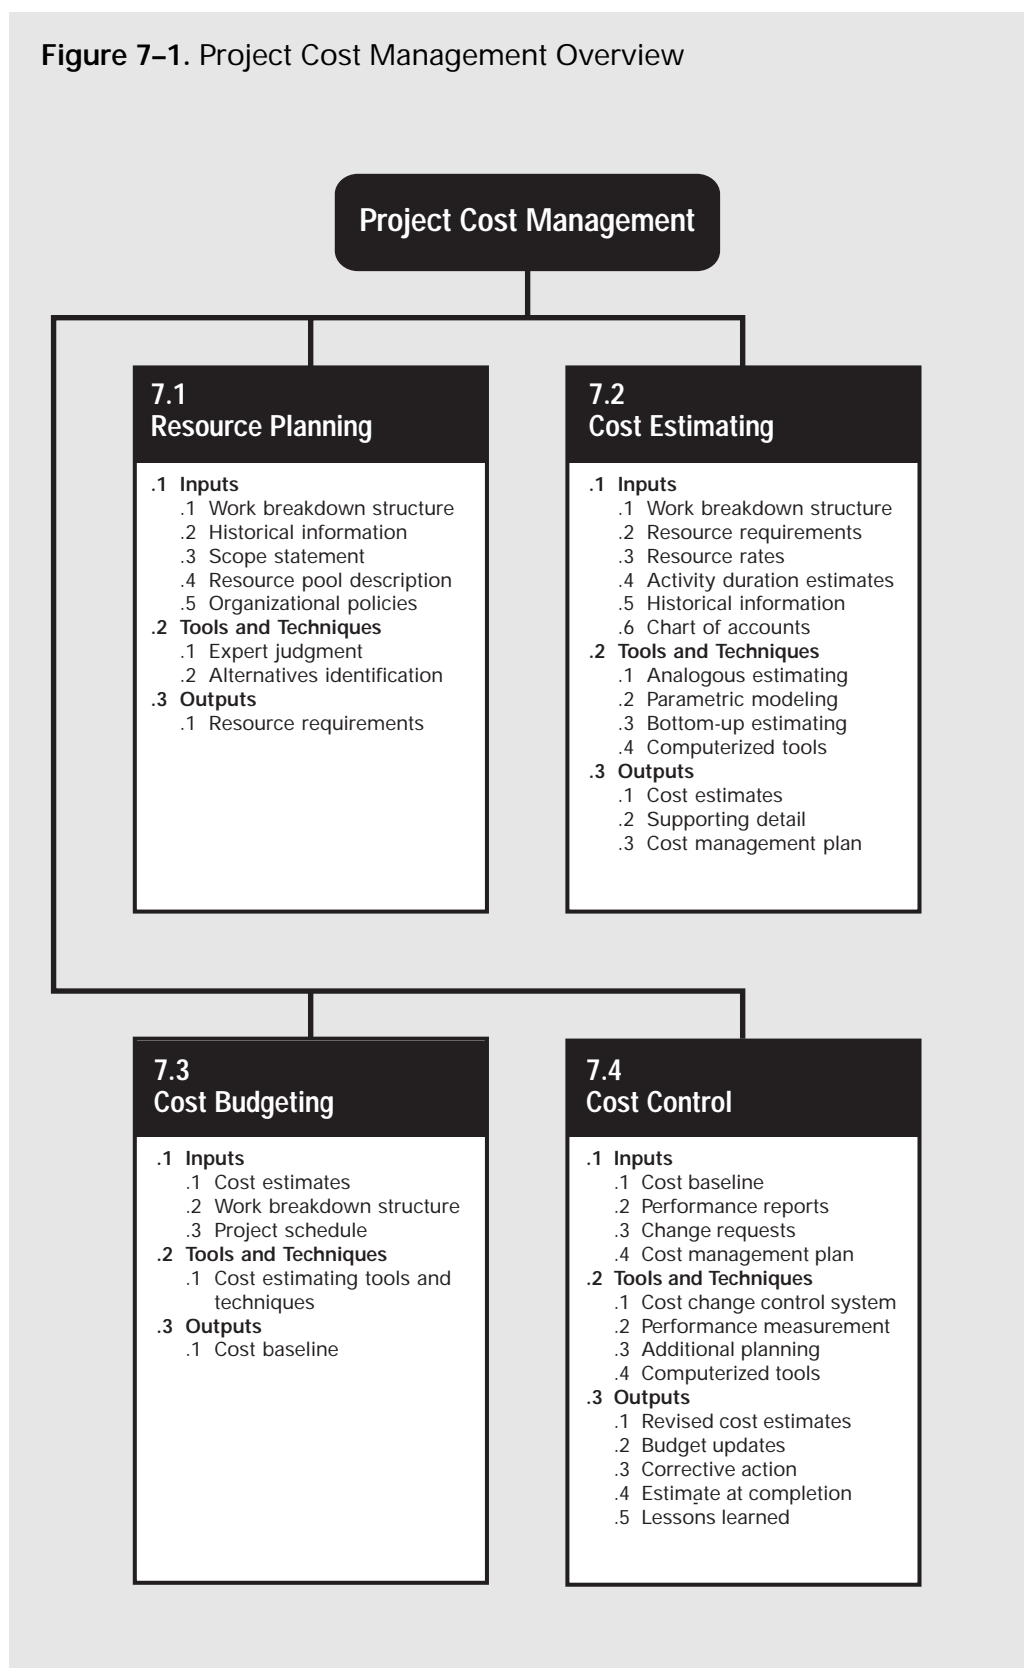 Figure 7–1. Project Cost Management Overview
Project Cost Management
7.1
Resource Planning
.1 Inputs
.1 Work breakdown structure
.2 Historical information
.3 Scope statement
.4 Resource pool description
.5 Organizational policies
.2 Tools and Techniques
.1 Expert judgment
.2 Alternatives identification
.3 Outputs
.1 Resource requirements
7.2
Cost Estimating
.1 Inputs
.1 Work breakdown structure
.2 Resource requirements
.3 Resource rates
.4 Activity duration estimates
.5 Historical information
.6 Chart of accounts
.2 Tools and Techniques
.1 Analogous estimating
.2 Parametric modeling
.3 Bottom-up estimating
.4 Computerized tools
.3 Outputs
.1 Cost estimates
.2 Supporting detail
.3 Cost management plan
7.3
Cost Budgeting
.1 Inputs
.1 Cost estimates
.2 Work breakdown structure
.3 Project schedule
.2 Tools and Techniques
.1 Cost estimating tools and
techniques
.3 Outputs
.1 Cost baseline
7.4
Cost Control
.1 Inputs
.1 Cost baseline
.2 Performance reports
.3 Change requests
.4 Cost management plan
.2 Tools and Techniques
.1 Cost change control system
.2 Performance measurement
.3 Additional planning
.4 Computerized tools
.3 Outputs
.1 Revised cost estimates
.2 Budget updates
.3 Corrective action
.4 Estimate at completion
.5 Lessons learned